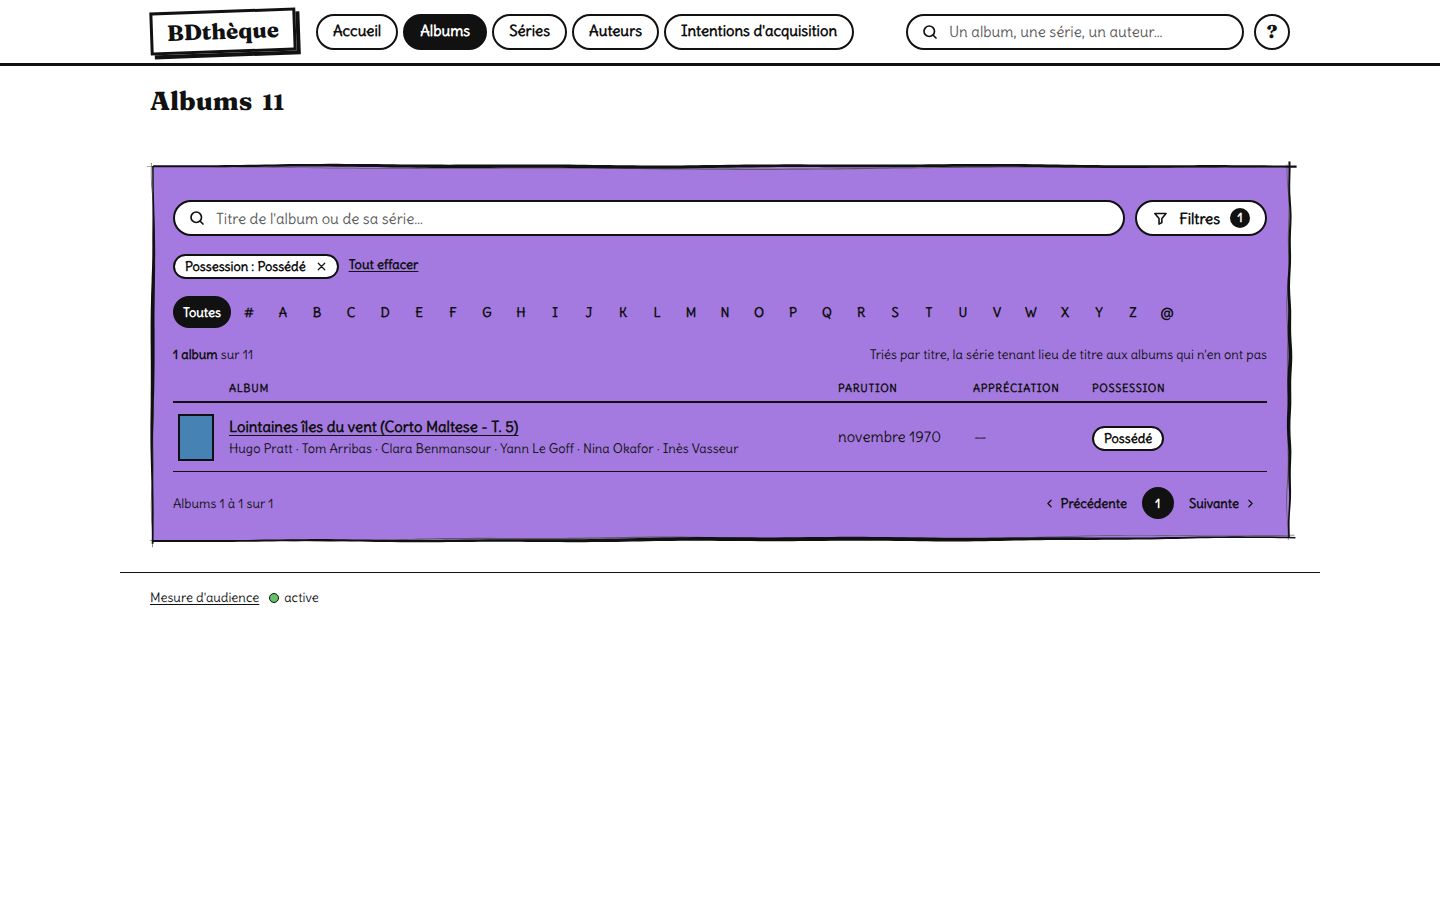 BDthèque
Accueil
Albums
Séries
Auteurs
Intentions d'acquisition
Un album, une série, un auteur...
?
Albums 11
Titre de l'album ou de sa série...
Filtres 1
Possession : Possédé ×
Tout effacer
Toutes # A B C D E F G H I J K L M N O P Q R S T U V W X Y Z @
1 album sur 11
Triés par titre, la série tenant lieu de titre aux albums qui n'en ont pas
ALBUM PARUTION APPRÉCIATION POSSESSION
Lointaines îles du vent (Corto Maltese - T. 5)
Hugo Pratt · Tom Arribas · Clara Benmansour · Yann Le Goff · Nina Okafor · Inès Vasseur
novembre 1970
—
Possédé
Albums 1 à 1 sur 1
‹ Précédente 1 Suivante ›
Mesure d'audience active